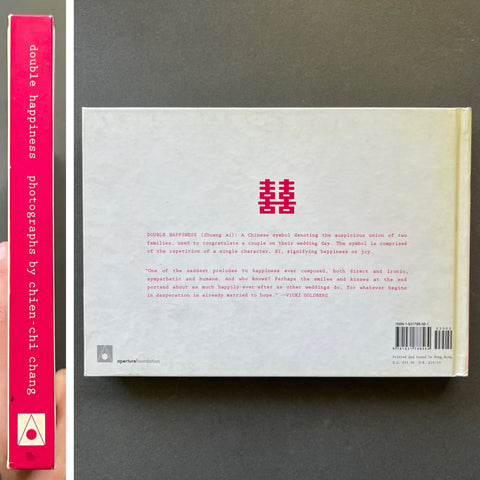 double happiness   photographs by chien-chi chang
囍
DOUBLE HAPPINESS (Shuang Xi): A Chinese symbol denoting the auspicious union of two
families, used to congratulate a couple on their wedding day. The symbol is comprised
of the repetition of a single character, XI, signifying happiness or joy.
"One of the saddest preludes to happiness ever composed, both direct and ironic,
sympathetic and humane. And who knows? Perhaps the smiles and kisses at the end
portend about as much happily-ever-after as other weddings do, for whatever begins
in desperation is already married to hope." —VICKI GOLDBERG
aperturefoundation
Printed and bound in Hong Kong